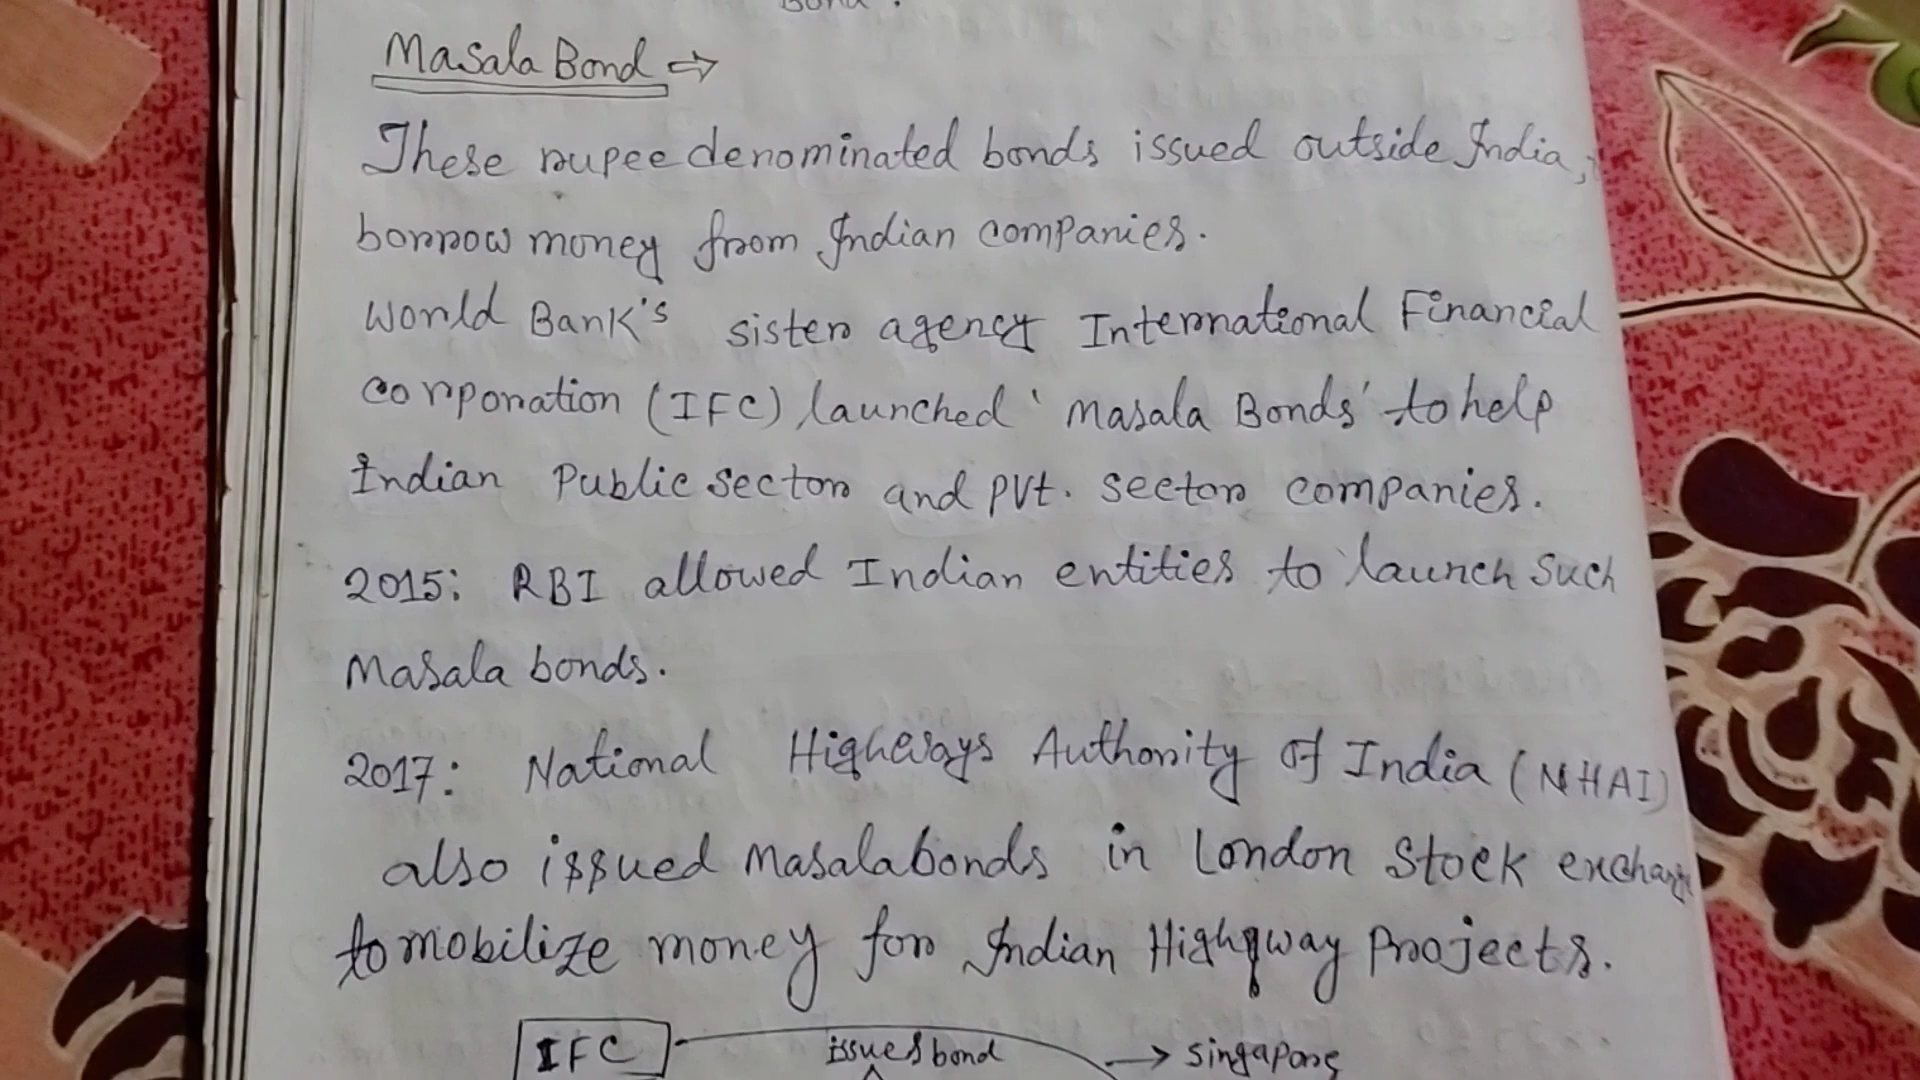 Bond.
Masala Bond ⇒
These rupee denominated bonds issued outside India,
borrow money from Indian companies.
World Bank's sister agency International Financial
corporation (IFC) launched 'Masala Bonds' to help
Indian Public sector and pvt. sector companies.
2015: RBI allowed Indian entities to launch such
Masala bonds.
2017: National Highways Authority of India (NHAI)
also issued Masala bonds in London Stock
to mobilize money for Indian Highway Projects.
IFC issues bond → singapore